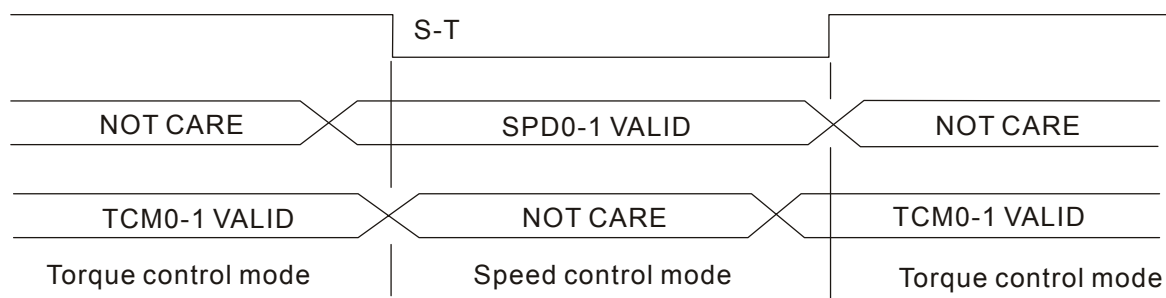 S-T
NOT CARE SPD0-1 VALID NOT CARE
TCM0-1 VALID NOT CARE TCM0-1 VALID
Torque control mode Speed control mode Torque control mode